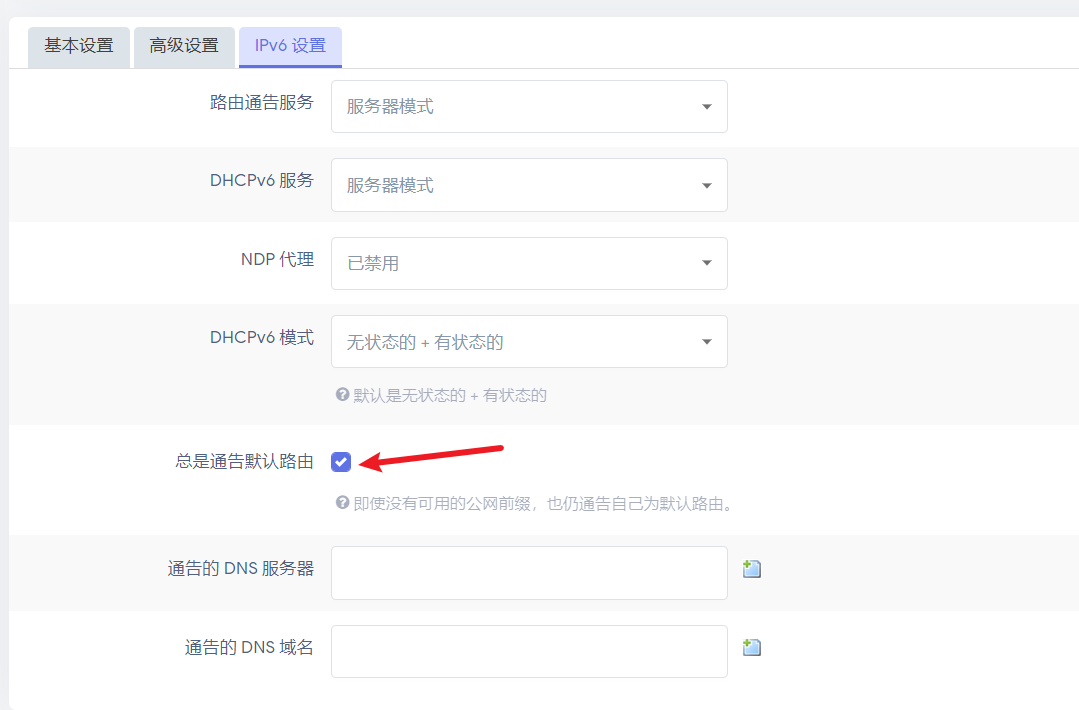 基本设置 高级设置 IPv6 设置
路由通告服务 服务器模式
DHCPv6 服务 服务器模式
NDP 代理 已禁用
DHCPv6 模式 无状态的 + 有状态的
默认是无状态的 + 有状态的
总是通告默认路由
即使没有可用的公网前缀，也仍通告自己为默认路由。
通告的 DNS 服务器
通告的 DNS 域名